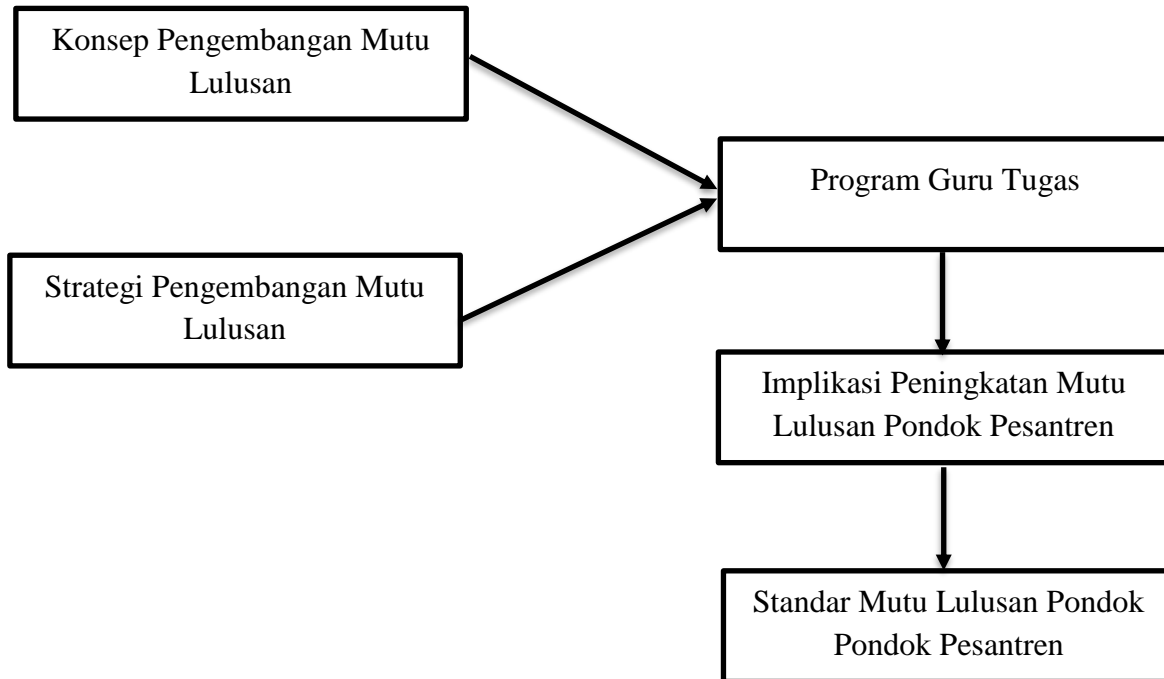 Konsep Pengembangan Mutu
Lulusan
Program Guru Tugas
Strategi Pengembangan Mutu
Lulusan
Implikasi Peningkatan Mutu
Lulusan Pondok Pesantren
Standar Mutu Lulusan Pondok
Pondok Pesantren